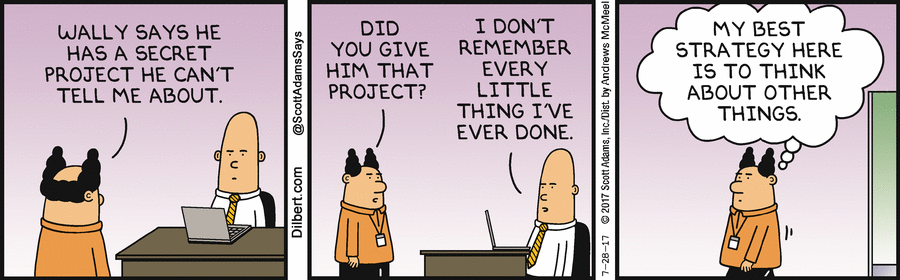 WALLY SAYS HE
HAS A SECRET
PROJECT HE CAN'T
TELL ME ABOUT.
Dilbert.com @ScottAdamsSays
DID
YOU GIVE
HIM THAT
PROJECT?
I DON'T
REMEMBER
EVERY
LITTLE
THING I'VE
EVER DONE.
7-28-17 © 2017 Scott Adams, Inc./Dist. by Andrews McMeel
MY BEST
STRATEGY HERE
IS TO THINK
ABOUT OTHER
THINGS.